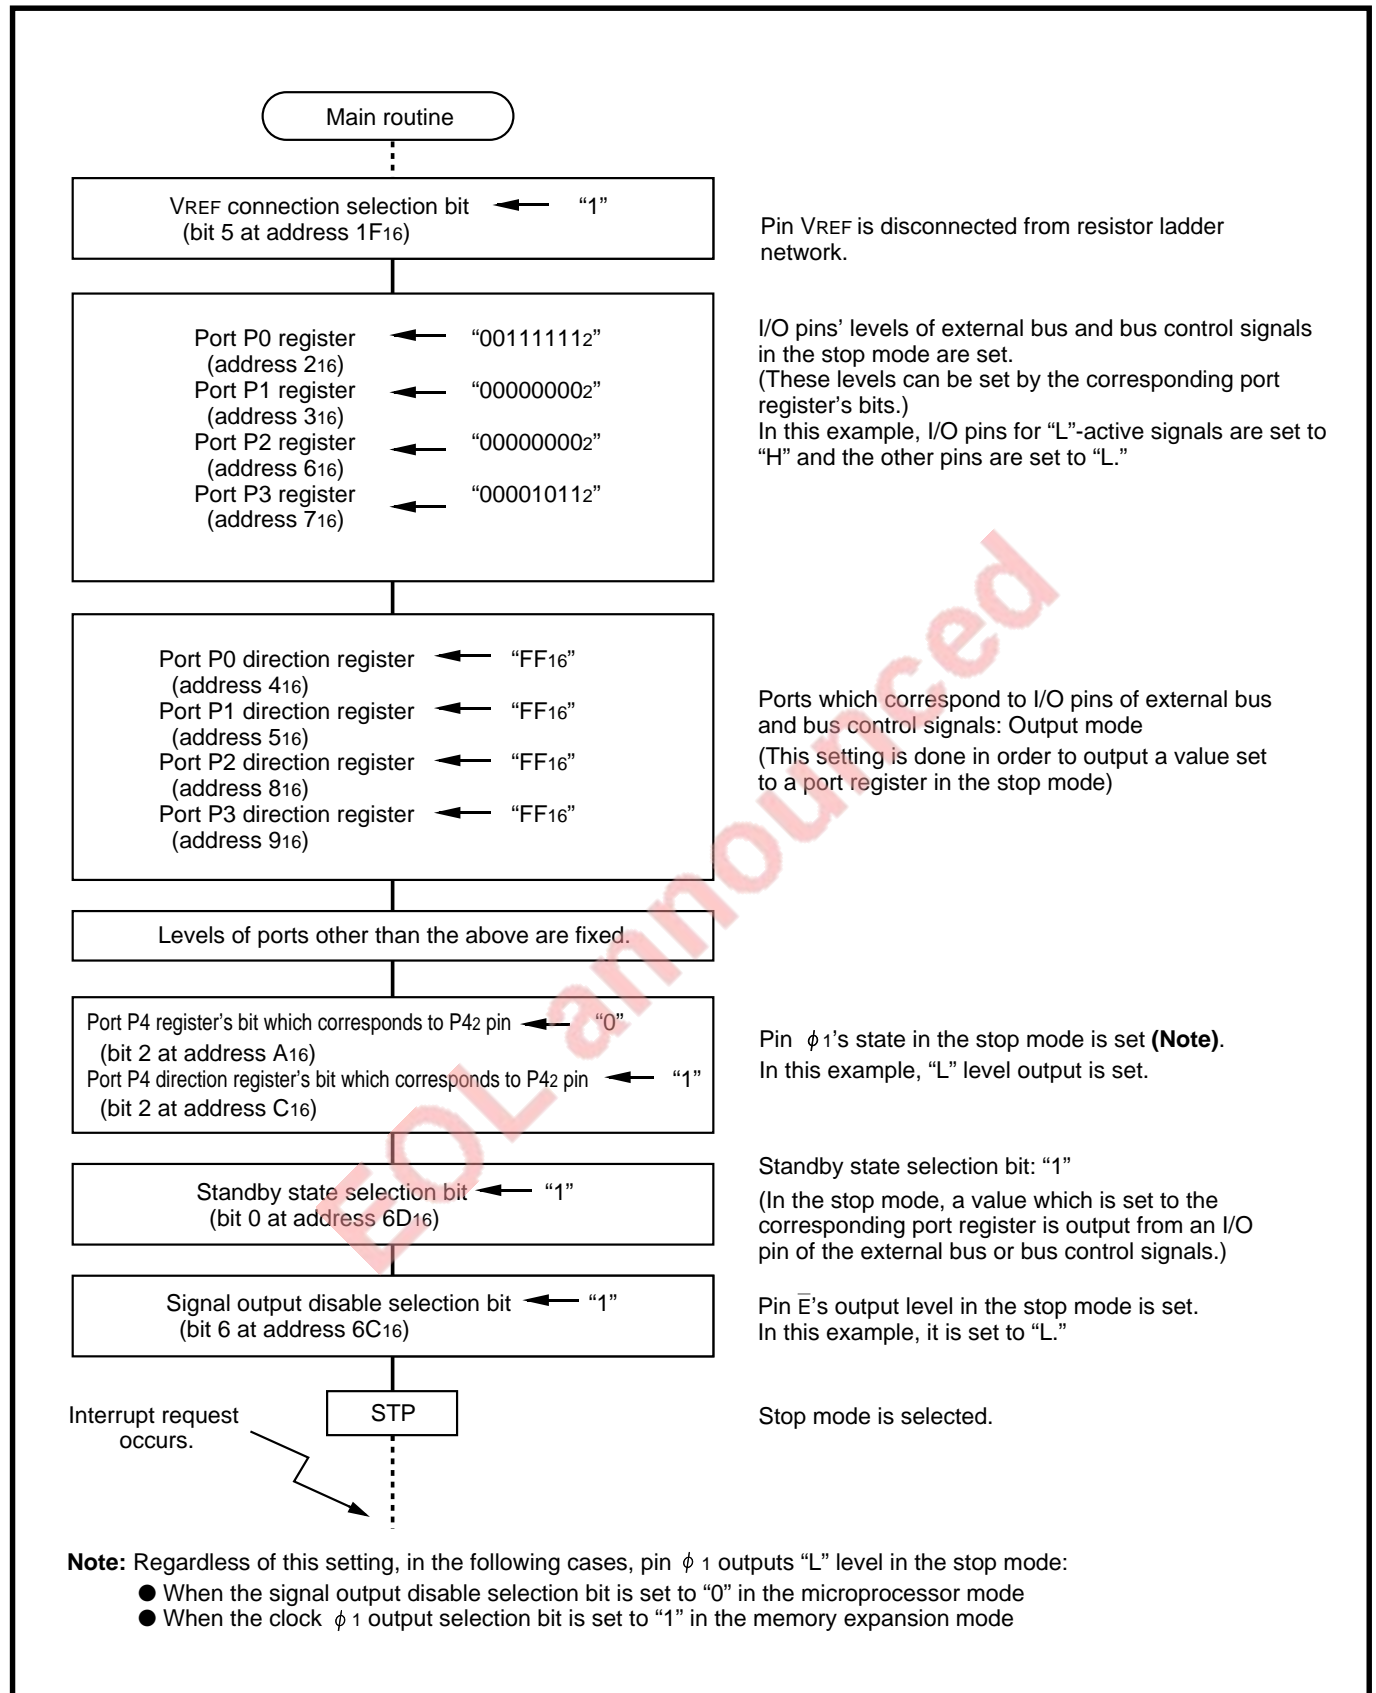 Main routine
VREF connection selection bit “1”
(bit 5 at address 1F16)
Pin VREF is disconnected from resistor ladder
network.
Port P0 register “001111112”
(address 216)
Port P1 register “000000002”
(address 316)
Port P2 register “000000002”
(address 616)
Port P3 register “000010112”
(address 716)
I/O pins’ levels of external bus and bus control signals
in the stop mode are set.
(These levels can be set by the corresponding port
register’s bits.)
In this example, I/O pins for “L”-active signals are set to
“H” and the other pins are set to “L.”
Port P0 direction register “FF16”
(address 416)
Port P1 direction register “FF16”
(address 516)
Port P2 direction register “FF16”
(address 816)
Port P3 direction register “FF16”
(address 916)
Ports which correspond to I/O pins of external bus
and bus control signals: Output mode
(This setting is done in order to output a value set
to a port register in the stop mode)
Levels of ports other than the above are fixed.
Port P4 register’s bit which corresponds to P42 pin “0”
(bit 2 at address A16)
Port P4 direction register’s bit which corresponds to P42 pin “1”
(bit 2 at address C16)
Pin ϕ1’s state in the stop mode is set (Note).
In this example, “L” level output is set.
Standby state selection bit “1”
(bit 0 at address 6D16)
Standby state selection bit: “1”
(In the stop mode, a value which is set to the
corresponding port register is output from an I/O
pin of the external bus or bus control signals.)
Signal output disable selection bit “1”
(bit 6 at address 6C16)
Pin E̅’s output level in the stop mode is set.
In this example, it is set to “L.”
STP
Stop mode is selected.
Interrupt request
occurs.
Note: Regardless of this setting, in the following cases, pin ϕ 1 outputs “L” level in the stop mode:
● When the signal output disable selection bit is set to “0” in the microprocessor mode
● When the clock ϕ 1 output selection bit is set to “1” in the memory expansion mode
EOL announced